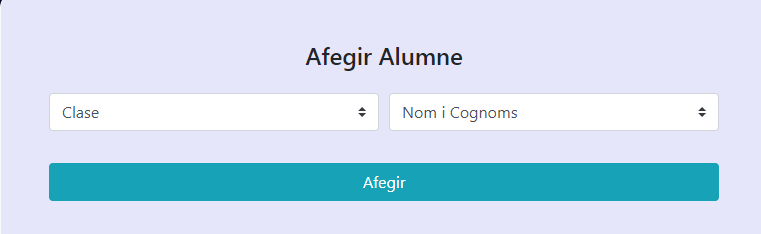 Afegir Alumne
Clase
Nom i Cognoms
Afegir